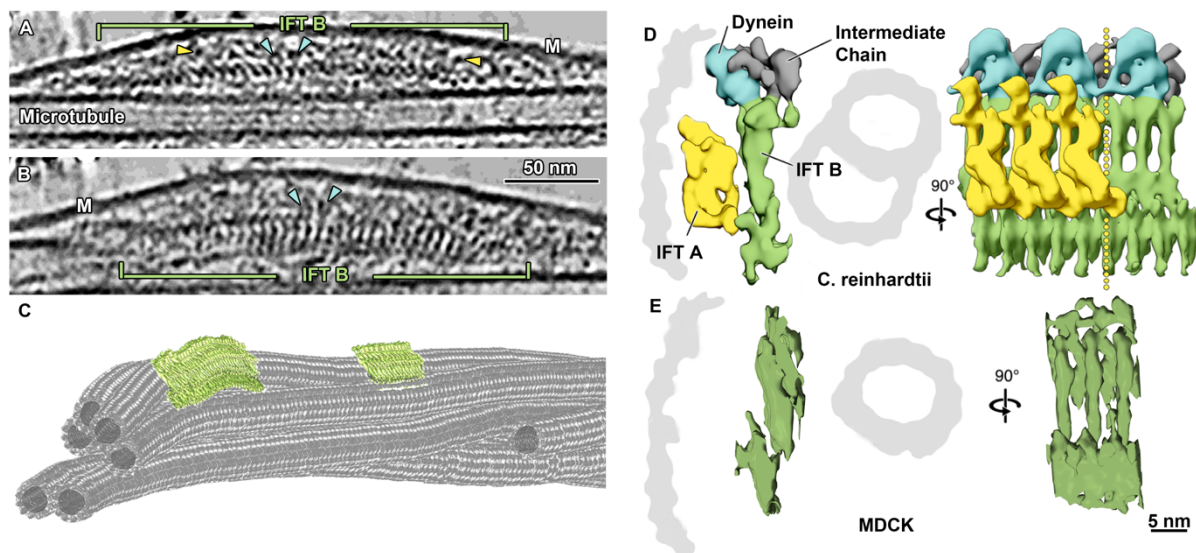 A
IFT B
M
Microtubule
B
50 nm
M
IFT B
C
D
Dynein
Intermediate
Chain
IFT B
IFT A
90°
C. reinhardtii
E
90°
MDCK
5 nm